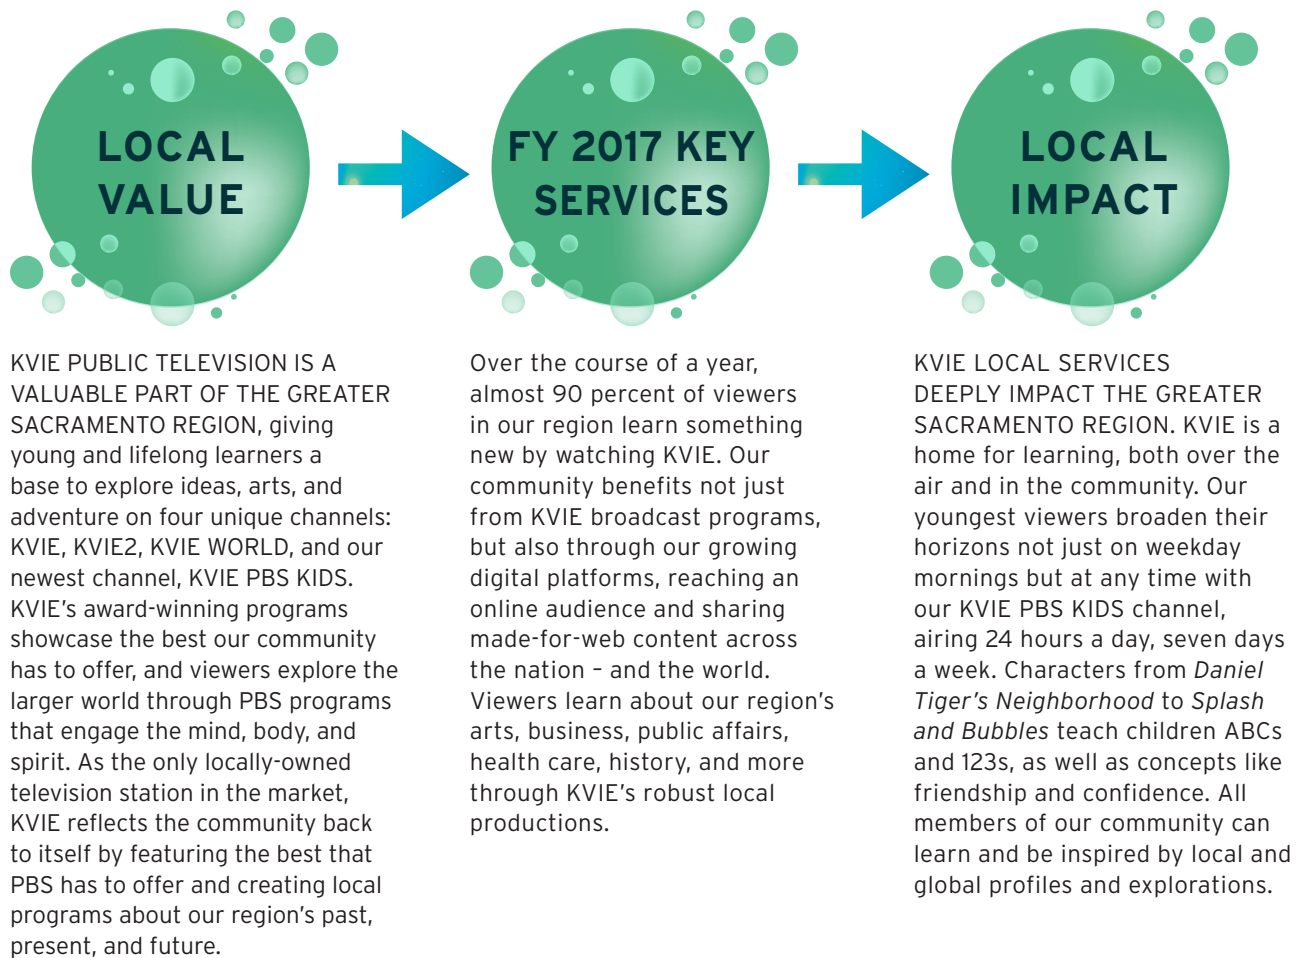 LOCAL
VALUE
FY 2017 KEY
SERVICES
LOCAL
IMPACT
KVIE PUBLIC TELEVISION IS A
VALUABLE PART OF THE GREATER
SACRAMENTO REGION, giving
young and lifelong learners a
base to explore ideas, arts, and
adventure on four unique channels:
KVIE, KVIE2, KVIE WORLD, and our
newest channel, KVIE PBS KIDS.
KVIE's award-winning programs
showcase the best our community
has to offer, and viewers explore the
larger world through PBS programs
that engage the mind, body, and
spirit. As the only locally-owned
television station in the market,
KVIE reflects the community back
to itself by featuring the best that
PBS has to offer and creating local
programs about our region's past,
present, and future.
Over the course of a year,
almost 90 percent of viewers
in our region learn something
new by watching KVIE. Our
community benefits not just
from KVIE broadcast programs,
but also through our growing
digital platforms, reaching an
online audience and sharing
made-for-web content across
the nation – and the world.
Viewers learn about our region's
arts, business, public affairs,
health care, history, and more
through KVIE's robust local
productions.
KVIE LOCAL SERVICES
DEEPLY IMPACT THE GREATER
SACRAMENTO REGION. KVIE is a
home for learning, both over the
air and in the community. Our
youngest viewers broaden their
horizons not just on weekday
mornings but at any time with
our KVIE PBS KIDS channel,
airing 24 hours a day, seven days
a week. Characters from Daniel
Tiger's Neighborhood to Splash
and Bubbles teach children ABCs
and 123s, as well as concepts like
friendship and confidence. All
members of our community can
learn and be inspired by local and
global profiles and explorations.